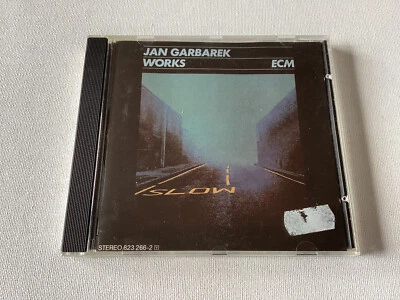 JAN GARBAREK
WORKS ECM
SLOW
STEREO 823 266-2